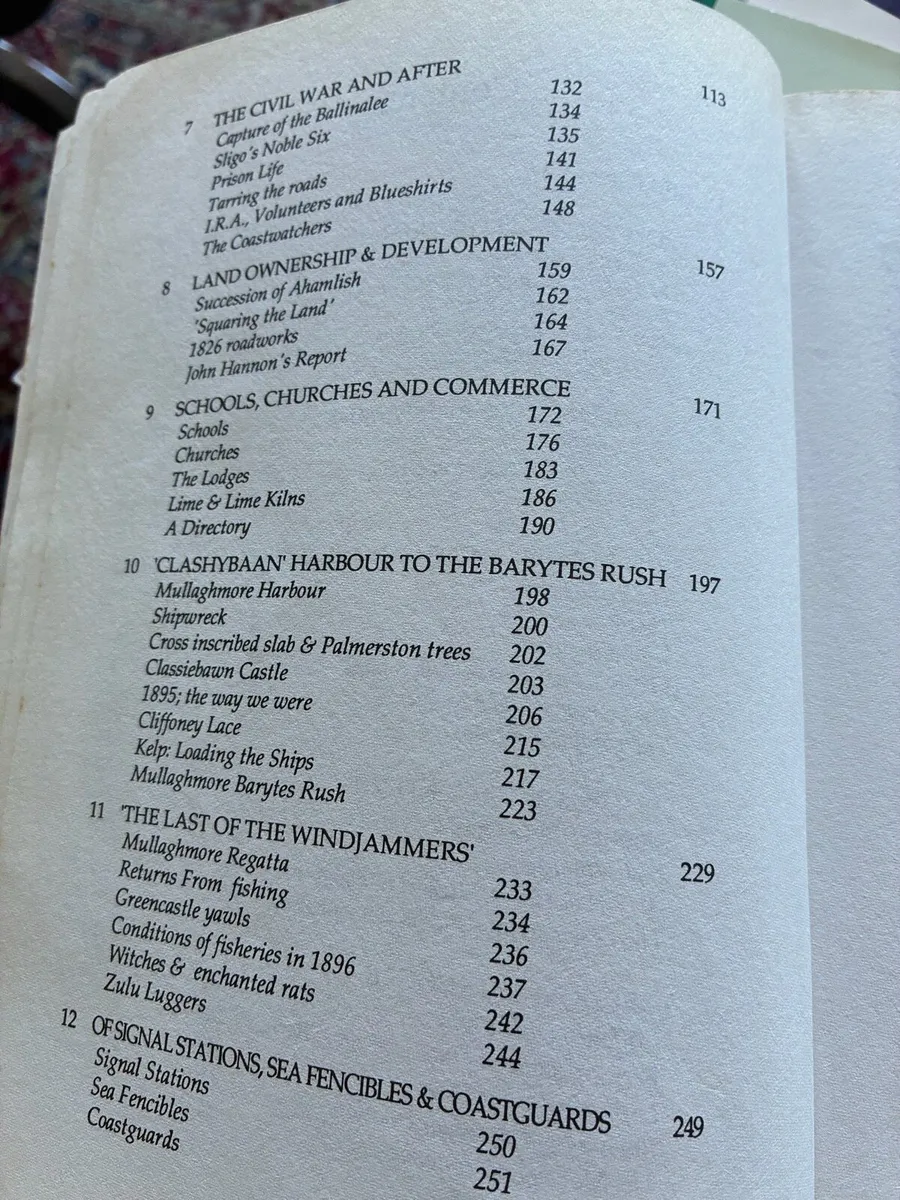 7 THE CIVIL WAR AND AFTER 113
Capture of the Ballinalee 132
Sligo's Noble Six 134
Prison Life 135
Tarring the roads 141
I.R.A., Volunteers and Blueshirts 144
The Coastwatchers 148
8 LAND OWNERSHIP & DEVELOPMENT 157
Succession of Ahamlish 159
'Squaring the Land' 162
1826 roadworks 164
John Hannon's Report 167
9 SCHOOLS, CHURCHES AND COMMERCE 171
Schools 172
Churches 176
The Lodges 183
Lime & Lime Kilns 186
A Directory 190
10 'CLASHYBAAN' HARBOUR TO THE BARYTES RUSH 197
Mullaghmore Harbour 198
Shipwreck 200
Cross inscribed slab & Palmerston trees 202
Classiebawn Castle 203
1895; the way we were 206
Cliffoney Lace 215
Kelp: Loading the Ships 217
Mullaghmore Barytes Rush 223
11 'THE LAST OF THE WINDJAMMERS' 229
Mullaghmore Regatta 233
Returns From fishing 234
Greencastle yawls 236
Conditions of fisheries in 1896 237
Witches & enchanted rats 242
Zulu Luggers 244
12 OF SIGNAL STATIONS, SEA FENCIBLES & COASTGUARDS 249
Signal Stations 250
Sea Fencibles 251
Coastguards